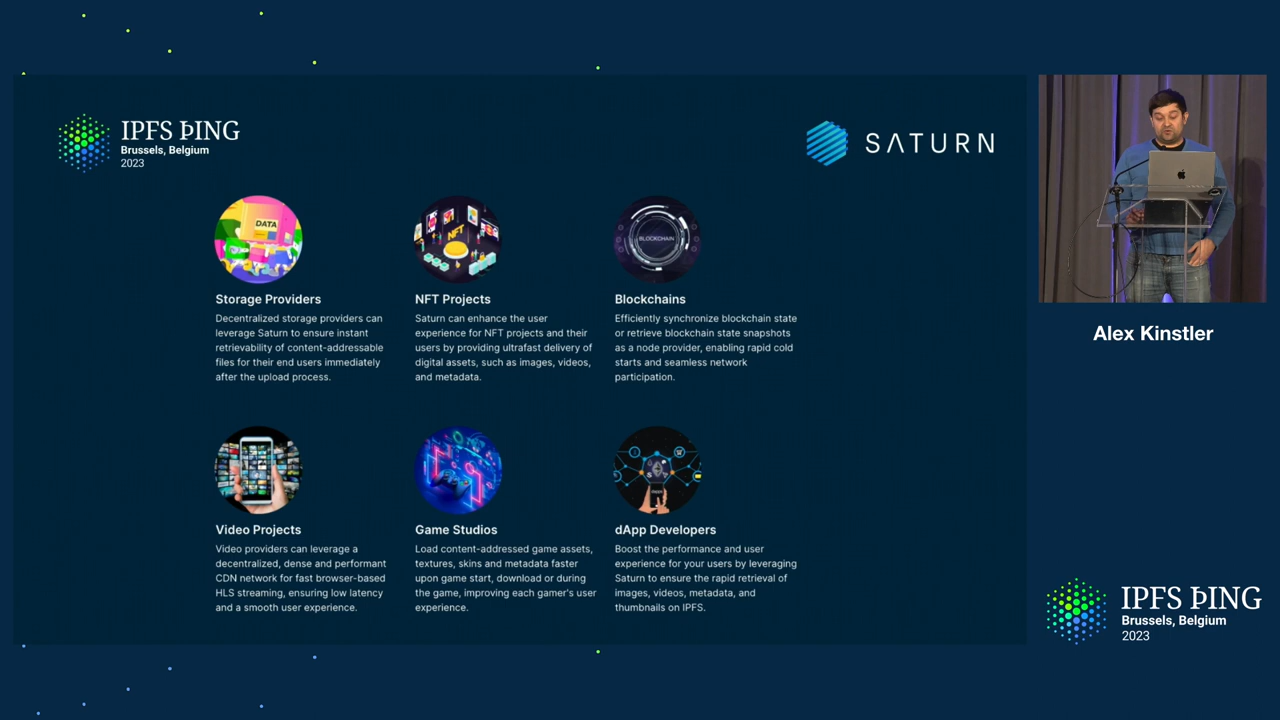 IPFS ÞING
Brussels, Belgium
2023
SATURN
DATA
NFT
BLOCKCHAIN
Storage Providers
Decentralized storage providers can
leverage Saturn to ensure instant
retrievability of content-addressable
files for their end users immediately
after the upload process.
NFT Projects
Saturn can enhance the user
experience for NFT projects and their
users by providing ultrafast delivery of
digital assets, such as images, videos,
and metadata.
Blockchains
Efficiently synchronize blockchain state
or retrieve blockchain state snapshots
as a node provider, enabling rapid cold
starts and seamless network
participation.
Video Projects
Video providers can leverage a
decentralized, dense and performant
CDN network for fast browser-based
HLS streaming, ensuring low latency
and a smooth user experience.
Game Studios
Load content-addressed game assets,
textures, skins and metadata faster
upon game start, download or during
the game, improving each gamer's user
experience.
dApp Developers
Boost the performance and user
experience for your users by leveraging
Saturn to ensure the rapid retrieval of
images, videos, metadata, and
thumbnails on IPFS.
Alex Kinstler
IPFS ÞING
Brussels, Belgium
2023